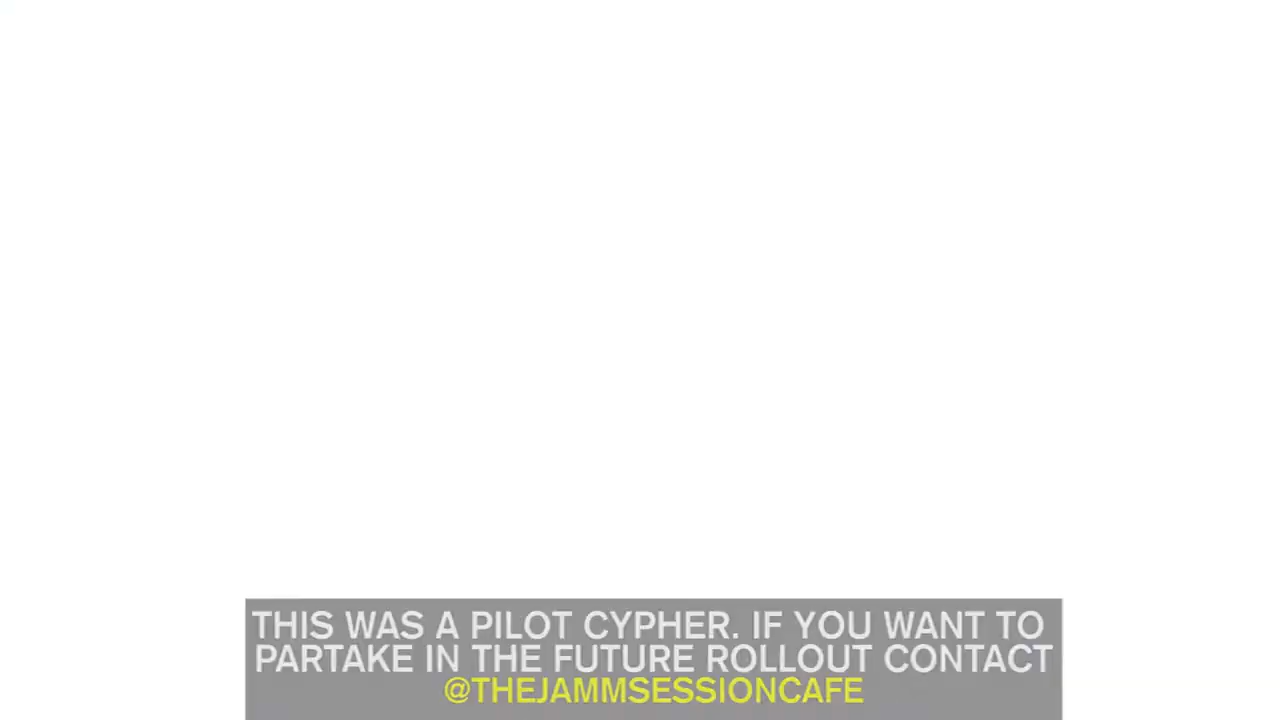 THIS WAS A PILOT CYPHER. IF YOU WANT TO
PARTAKE IN THE FUTURE ROLLOUT CONTACT
@THEJAMMSESSIONCAFE